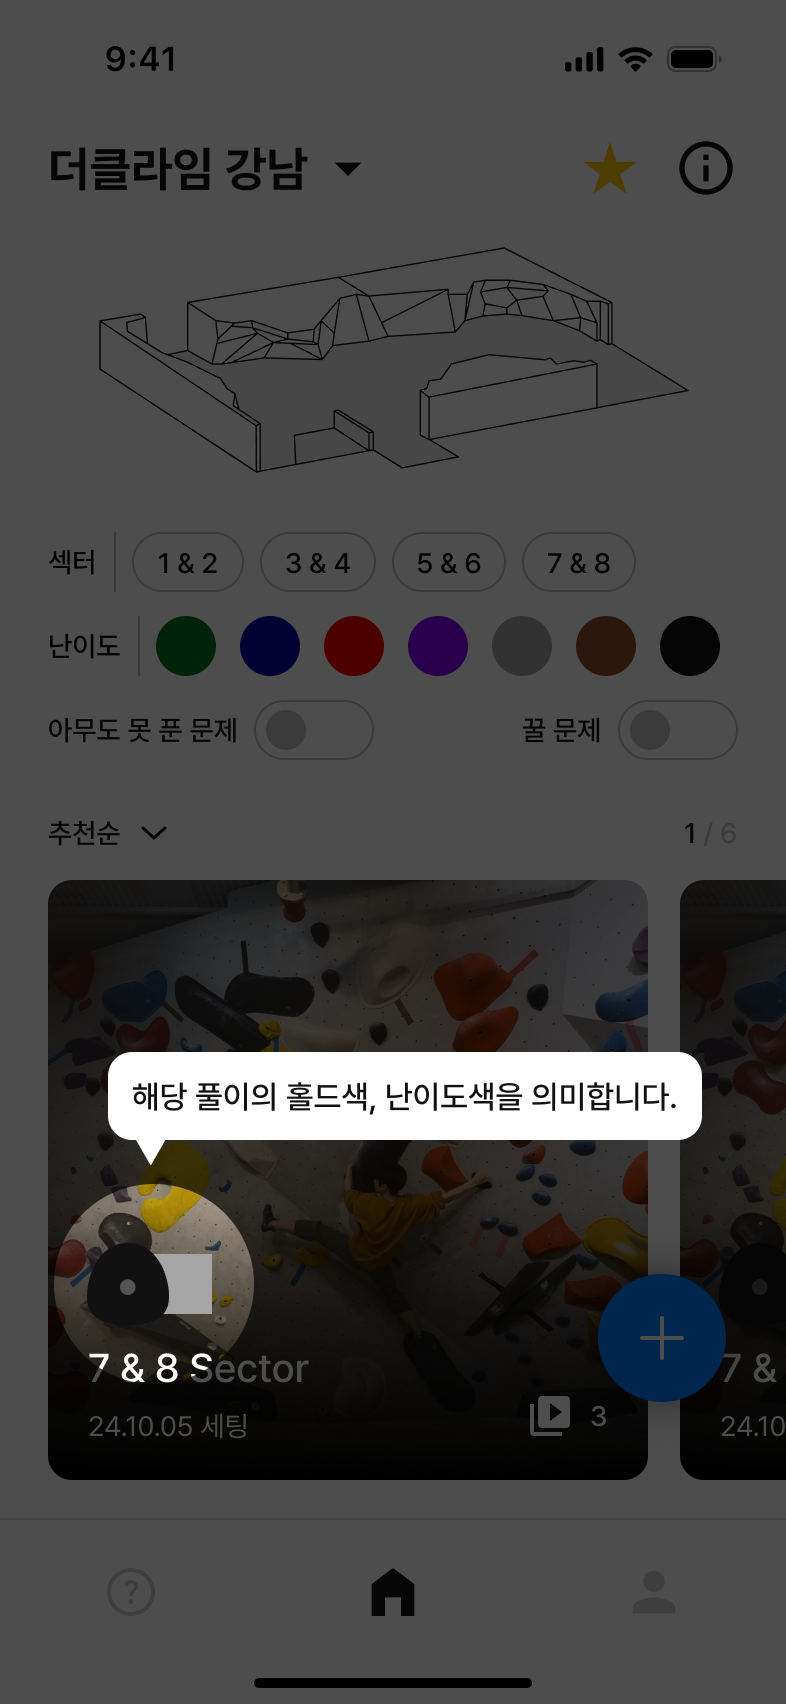 9:41
더클라임 강남
섹터
1 & 2
3 & 4
5 & 6
7 & 8
난이도
아무도 못 푼 문제
꿀 문제
추천순
1 / 6
해당 풀이의 홀드색, 난이도색을 의미합니다.
7 & 8 Sector
24.10.05 세팅
3
7 &
24.10
?